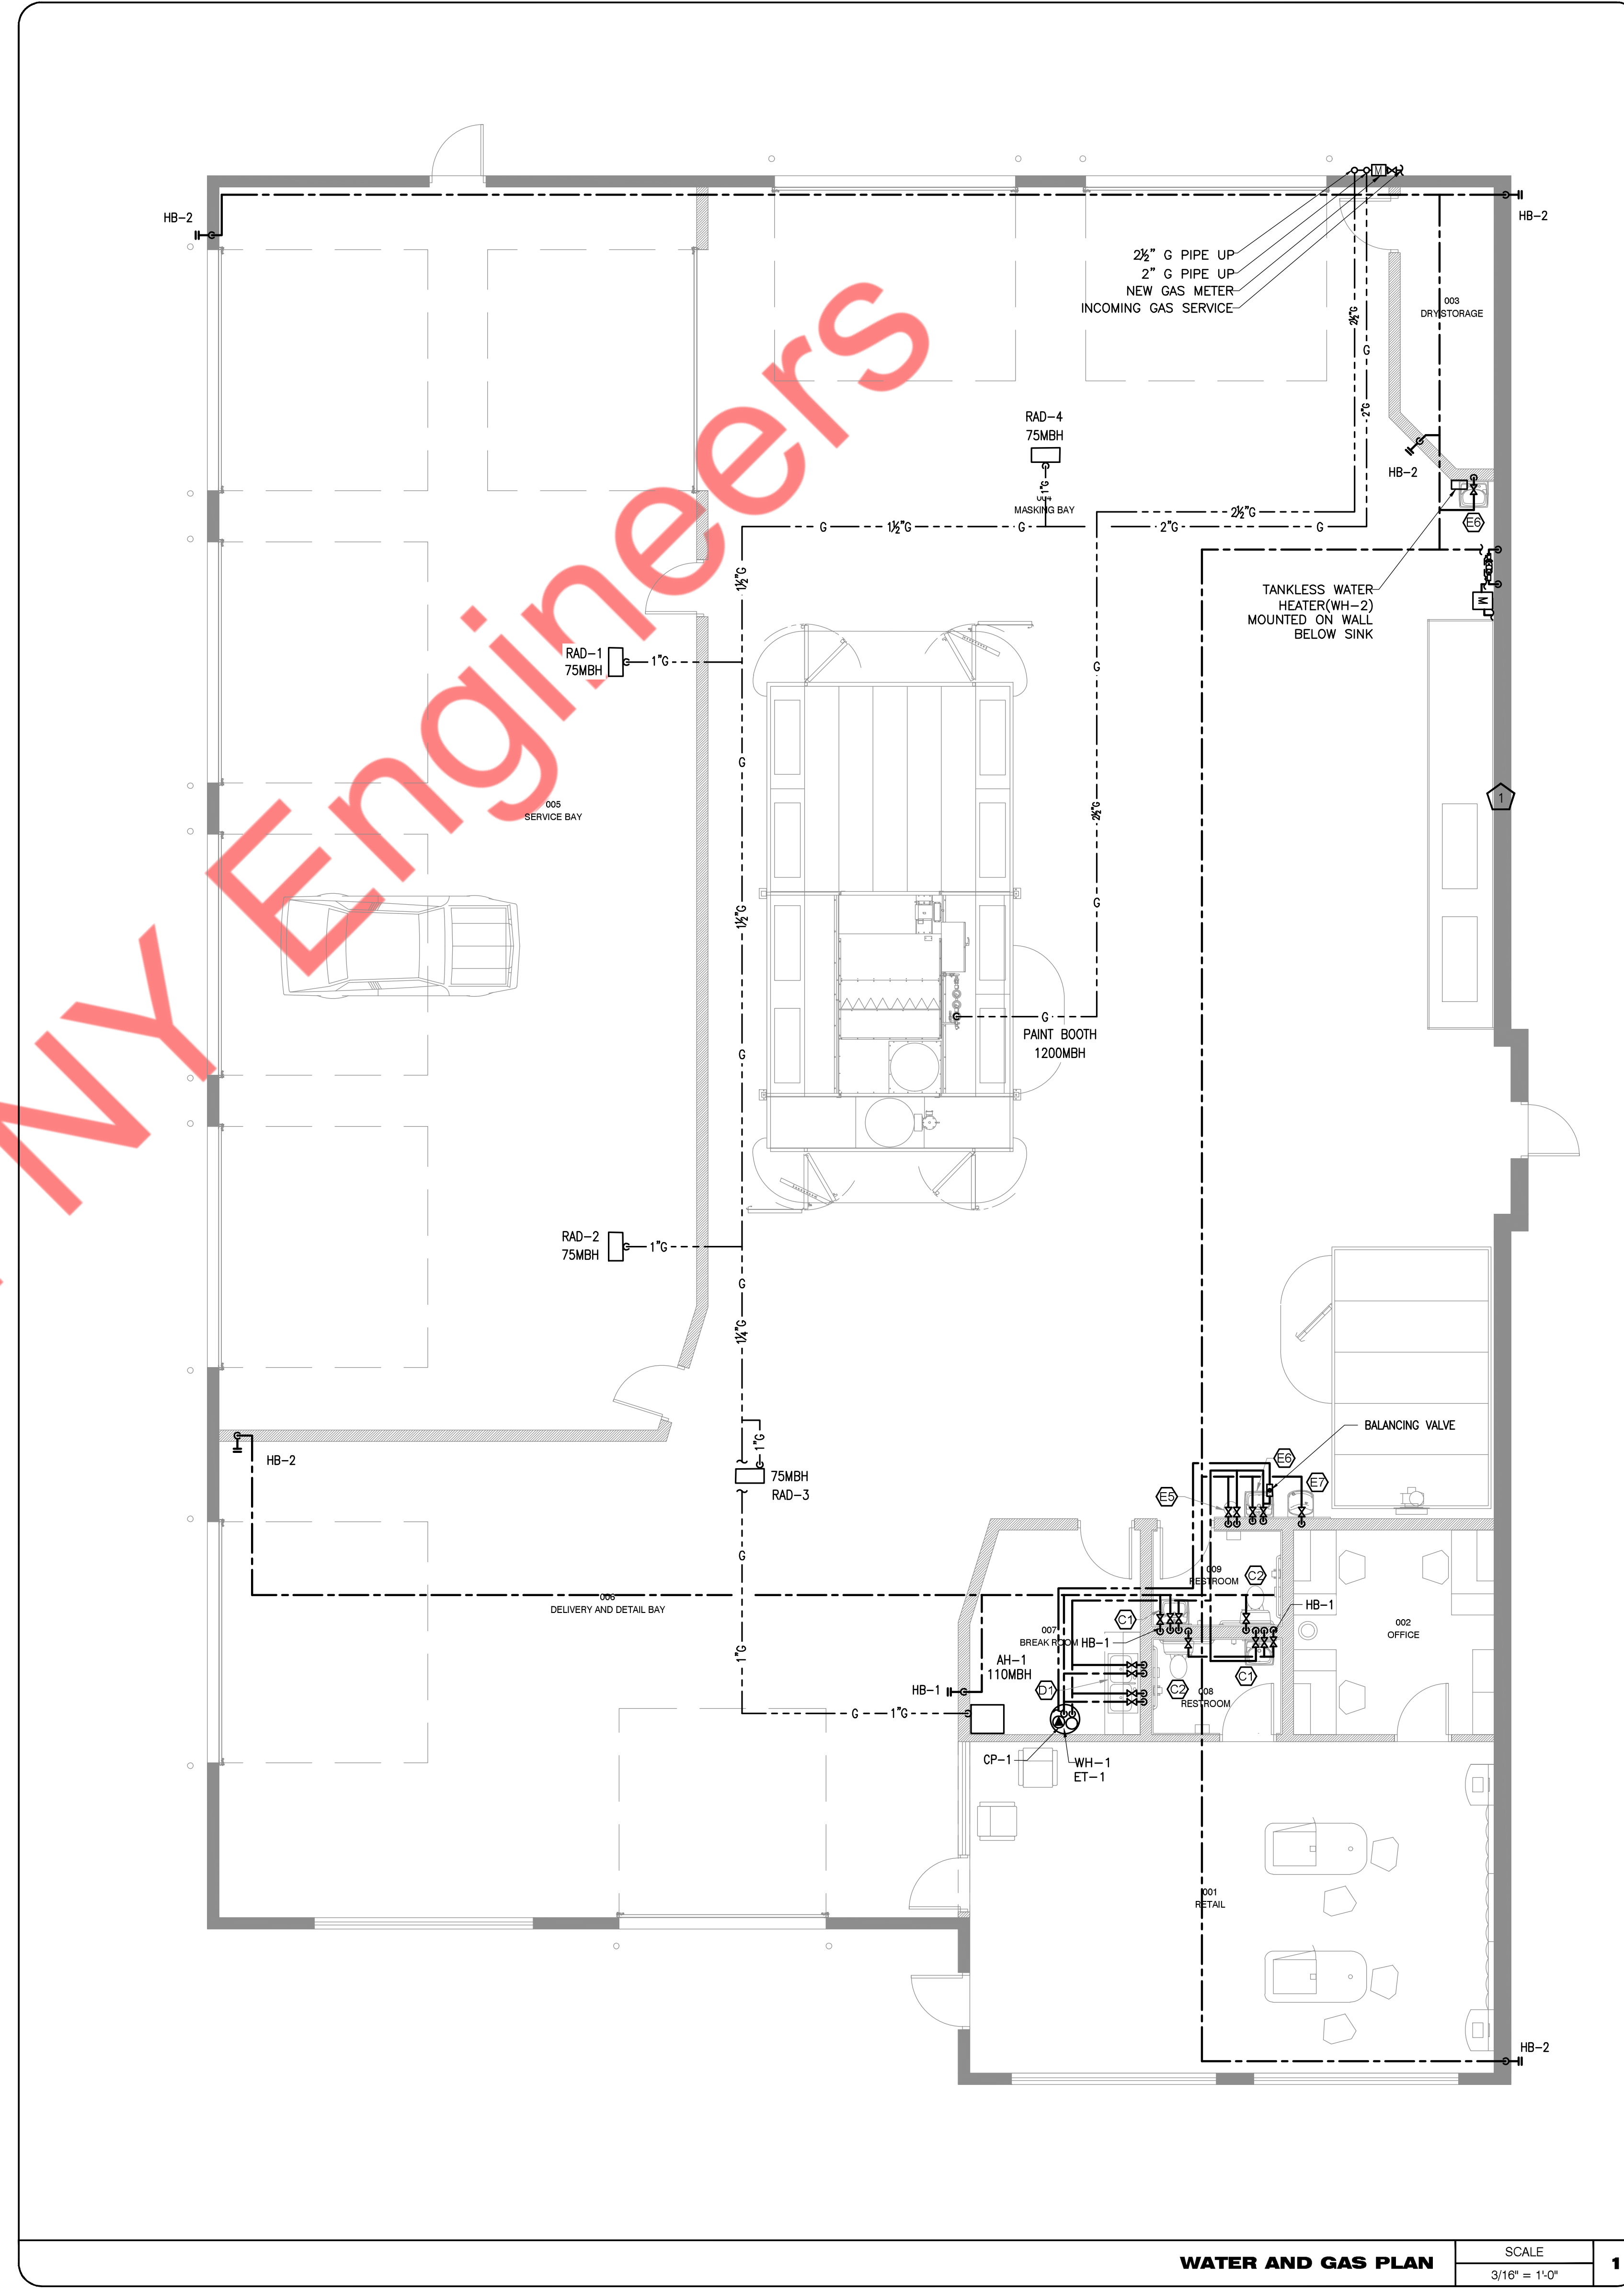 HB-2
HB-2
2½" G PIPE UP
2" G PIPE UP
NEW GAS METER
INCOMING GAS SERVICE
M
2½"G
G
2"G
003
DRY STORAGE
RAD-4
75MBH
1"G
MASKING BAY
HB-2
E6
G
1½"G
G
2½"G
2"G
G
1½"G
TANKLESS WATER
HEATER(WH-2)
MOUNTED ON WALL
BELOW SINK
M
RAD-1
75MBH
1"G
G
G
1
005
SERVICE BAY
2½"G
1½"G
G
G
PAINT BOOTH
1200MBH
G
RAD-2
75MBH
1"G
G
1¼"G
BALANCING VALVE
1"G
HB-2
E6
75MBH
RAD-3
E7
E5
G
009
RESTROOM
C2
006
DELIVERY AND DETAIL BAY
HB-1
C1
007
BREAK ROOM
HB-1
002
OFFICE
1"G
AH-1
110MBH
C1
HB-1
D1
C2
008
RESTROOM
G
1"G
CP-1
WH-1
ET-1
001
RETAIL
HB-2
NY Engineers
WATER AND GAS PLAN
SCALE
3/16" = 1'-0"
1